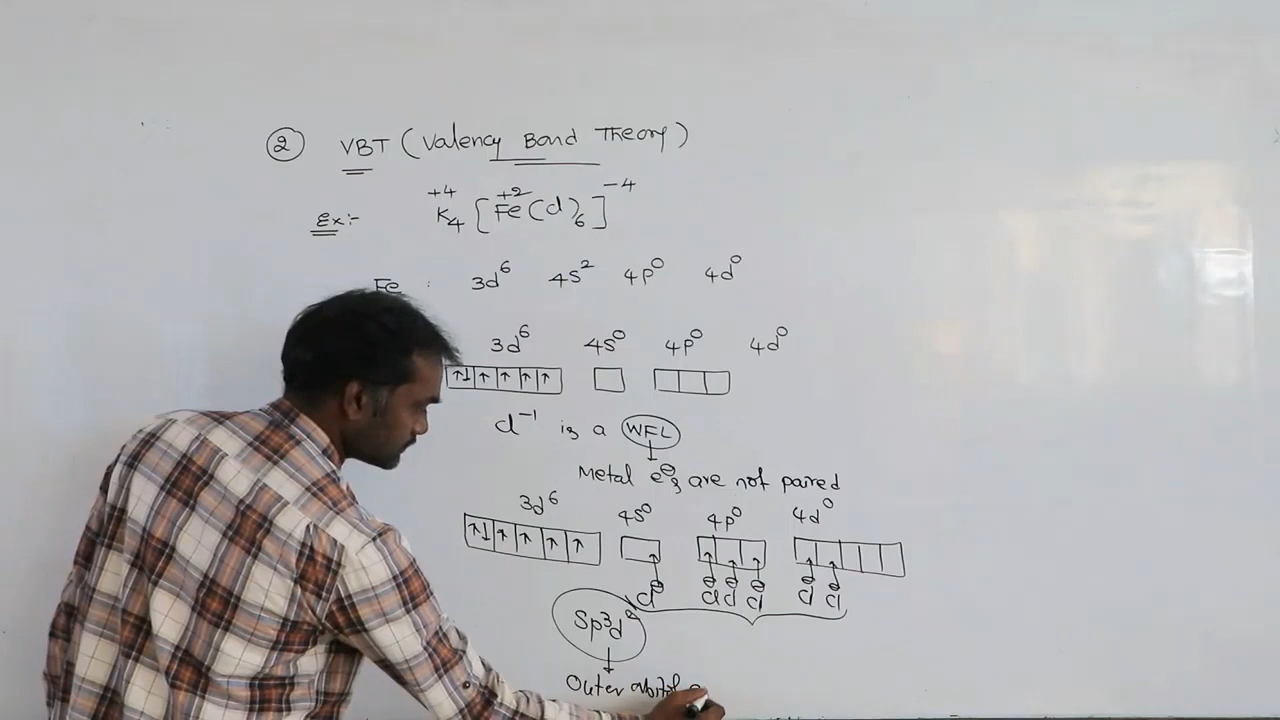 ② VBT (Valency Bond Theory)
Ex:- +4 K₄ [Fe⁺² (Cl)₆]⁻⁴
Fe : 3d⁶ 4S² 4P⁰ 4d⁰
3d⁶ 4S⁰ 4P⁰ 4d⁰
↑↓ ↑ ↑ ↑ ↑
Cl⁻¹ is a WFL
↓
Metal e⊖s are not paired
3d⁶ 4S⁰ 4P⁰ 4d⁰
↑↓ ↑ ↑ ↑ ↑
Cl Cl Cl Cl Cl Cl
Sp³d²
↓
Outer orbital